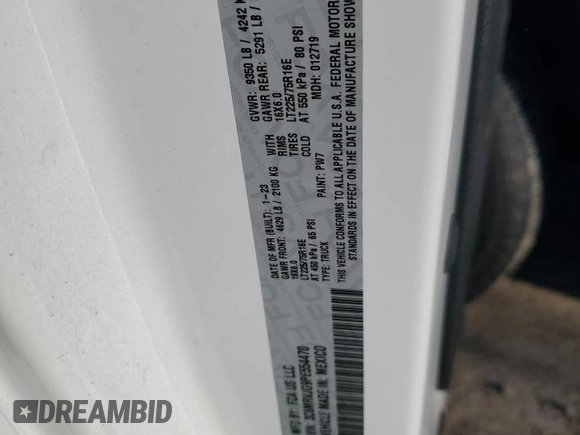 MFD BY: FCA US LLC
DATE OF MFR (BUILT): 1-23 GVWR: 9350 LB / 4242
GAWR FRONT: 4629 LB / 2100 KG WITH GAWR REAR: 5291 LB /
16X6.0 RIMS 16X6.0
LT225/75R16E TIRES LT225/75R16E
AT 450 kPa / 65 PSI COLD AT 550 kPa / 80 PSI
TYPE: TRUCK PAINT: PW7 MDH: 012719
VEHICLE MADE IN: MEXICO
THIS VEHICLE CONFORMS TO ALL APPLICABLE U.S.A. FEDERAL MOTOR
STANDARDS IN EFFECT ON THE DATE OF MANUFACTURE SHOW
IAAI.com